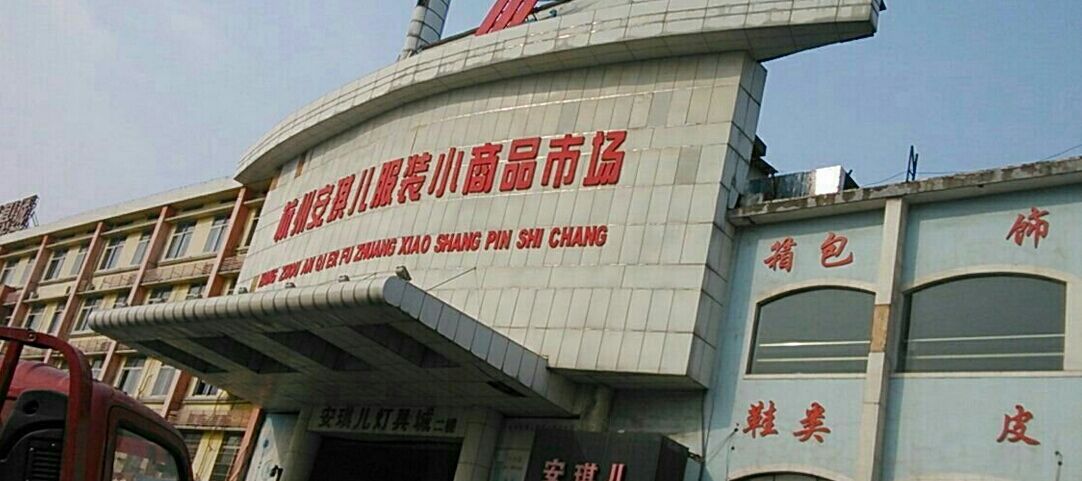 杭州安琪儿服装小商品市场
HANG ZHOU AN QI ER FU ZHUANG XIAO SHANG PIN SHI CHANG
箱包
饰
鞋类
皮
安琪儿灯具城二楼
安琪儿